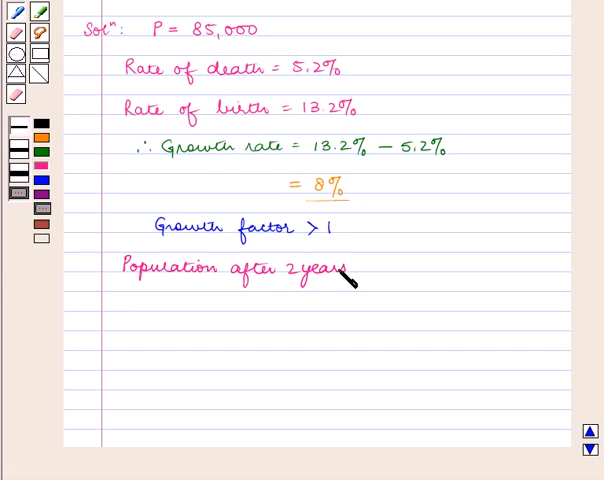 Solⁿ: P = 85,000
Rate of death = 5.2%
Rate of birth = 13.2%
∴ Growth rate = 13.2% - 5.2%
= 8%
Growth factor > 1
Population after 2 years